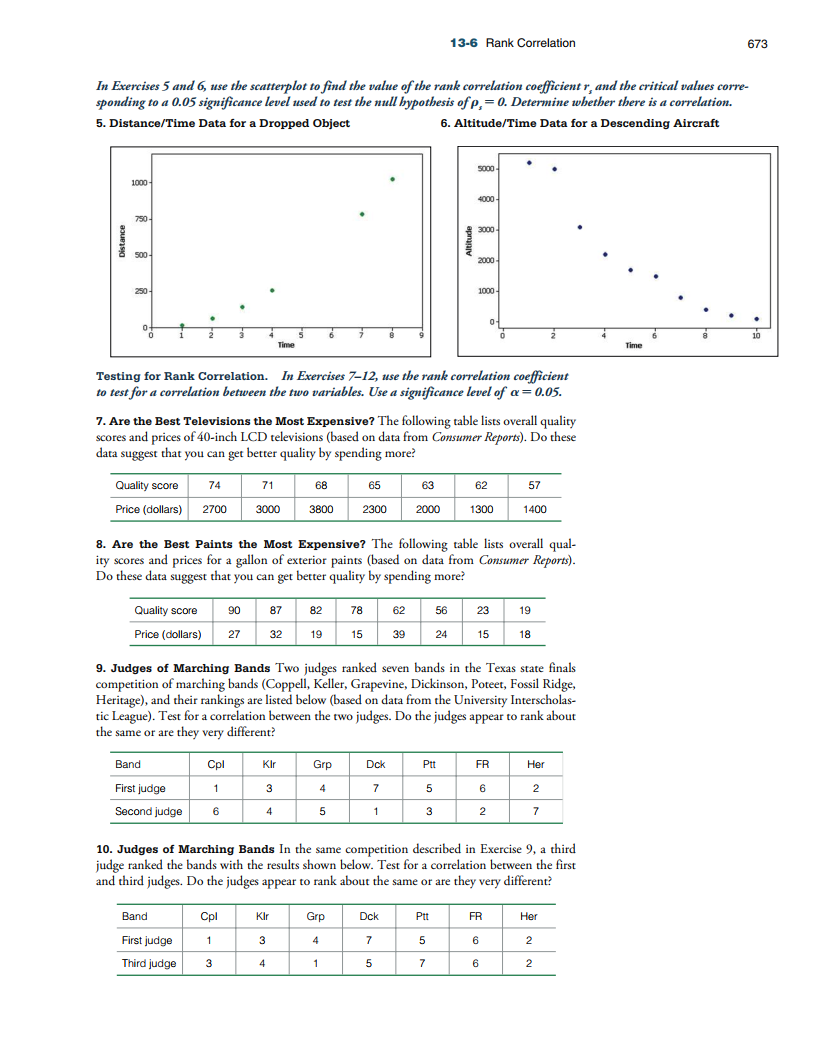 13-6 Rank Correlation 673
In Exercises 5 and 6, use the scatterplot to find the value of the rank correlation coefficient rs and the critical values corre-
sponding to a 0.05 significance level used to test the null hypothesis of ρs = 0. Determine whether there is a correlation.
5. Distance/Time Data for a Dropped Object
1000
750
500
250
0
Distance
0 1 2 3 4 5 6 7 8 9
Time
6. Altitude/Time Data for a Descending Aircraft
5000
4000
3000
2000
1000
0
Altitude
0 2 4 6 8 10
Time
Testing for Rank Correlation. In Exercises 7–12, use the rank correlation coefficient
to test for a correlation between the two variables. Use a significance level of α = 0.05.
7. Are the Best Televisions the Most Expensive? The following table lists overall quality
scores and prices of 40-inch LCD televisions (based on data from Consumer Reports). Do these
data suggest that you can get better quality by spending more?
Quality score 74 71 68 65 63 62 57
Price (dollars) 2700 3000 3800 2300 2000 1300 1400
8. Are the Best Paints the Most Expensive? The following table lists overall qual-
ity scores and prices for a gallon of exterior paints (based on data from Consumer Reports).
Do these data suggest that you can get better quality by spending more?
Quality score 90 87 82 78 62 56 23 19
Price (dollars) 27 32 19 15 39 24 15 18
9. Judges of Marching Bands Two judges ranked seven bands in the Texas state finals
competition of marching bands (Coppell, Keller, Grapevine, Dickinson, Poteet, Fossil Ridge,
Heritage), and their rankings are listed below (based on data from the University Interscholas-
tic League). Test for a correlation between the two judges. Do the judges appear to rank about
the same or are they very different?
Band Cpl Klr Grp Dck Ptt FR Her
First judge 1 3 4 7 5 6 2
Second judge 6 4 5 1 3 2 7
10. Judges of Marching Bands In the same competition described in Exercise 9, a third
judge ranked the bands with the results shown below. Test for a correlation between the first
and third judges. Do the judges appear to rank about the same or are they very different?
Band Cpl Klr Grp Dck Ptt FR Her
First judge 1 3 4 7 5 6 2
Third judge 3 4 1 5 7 6 2